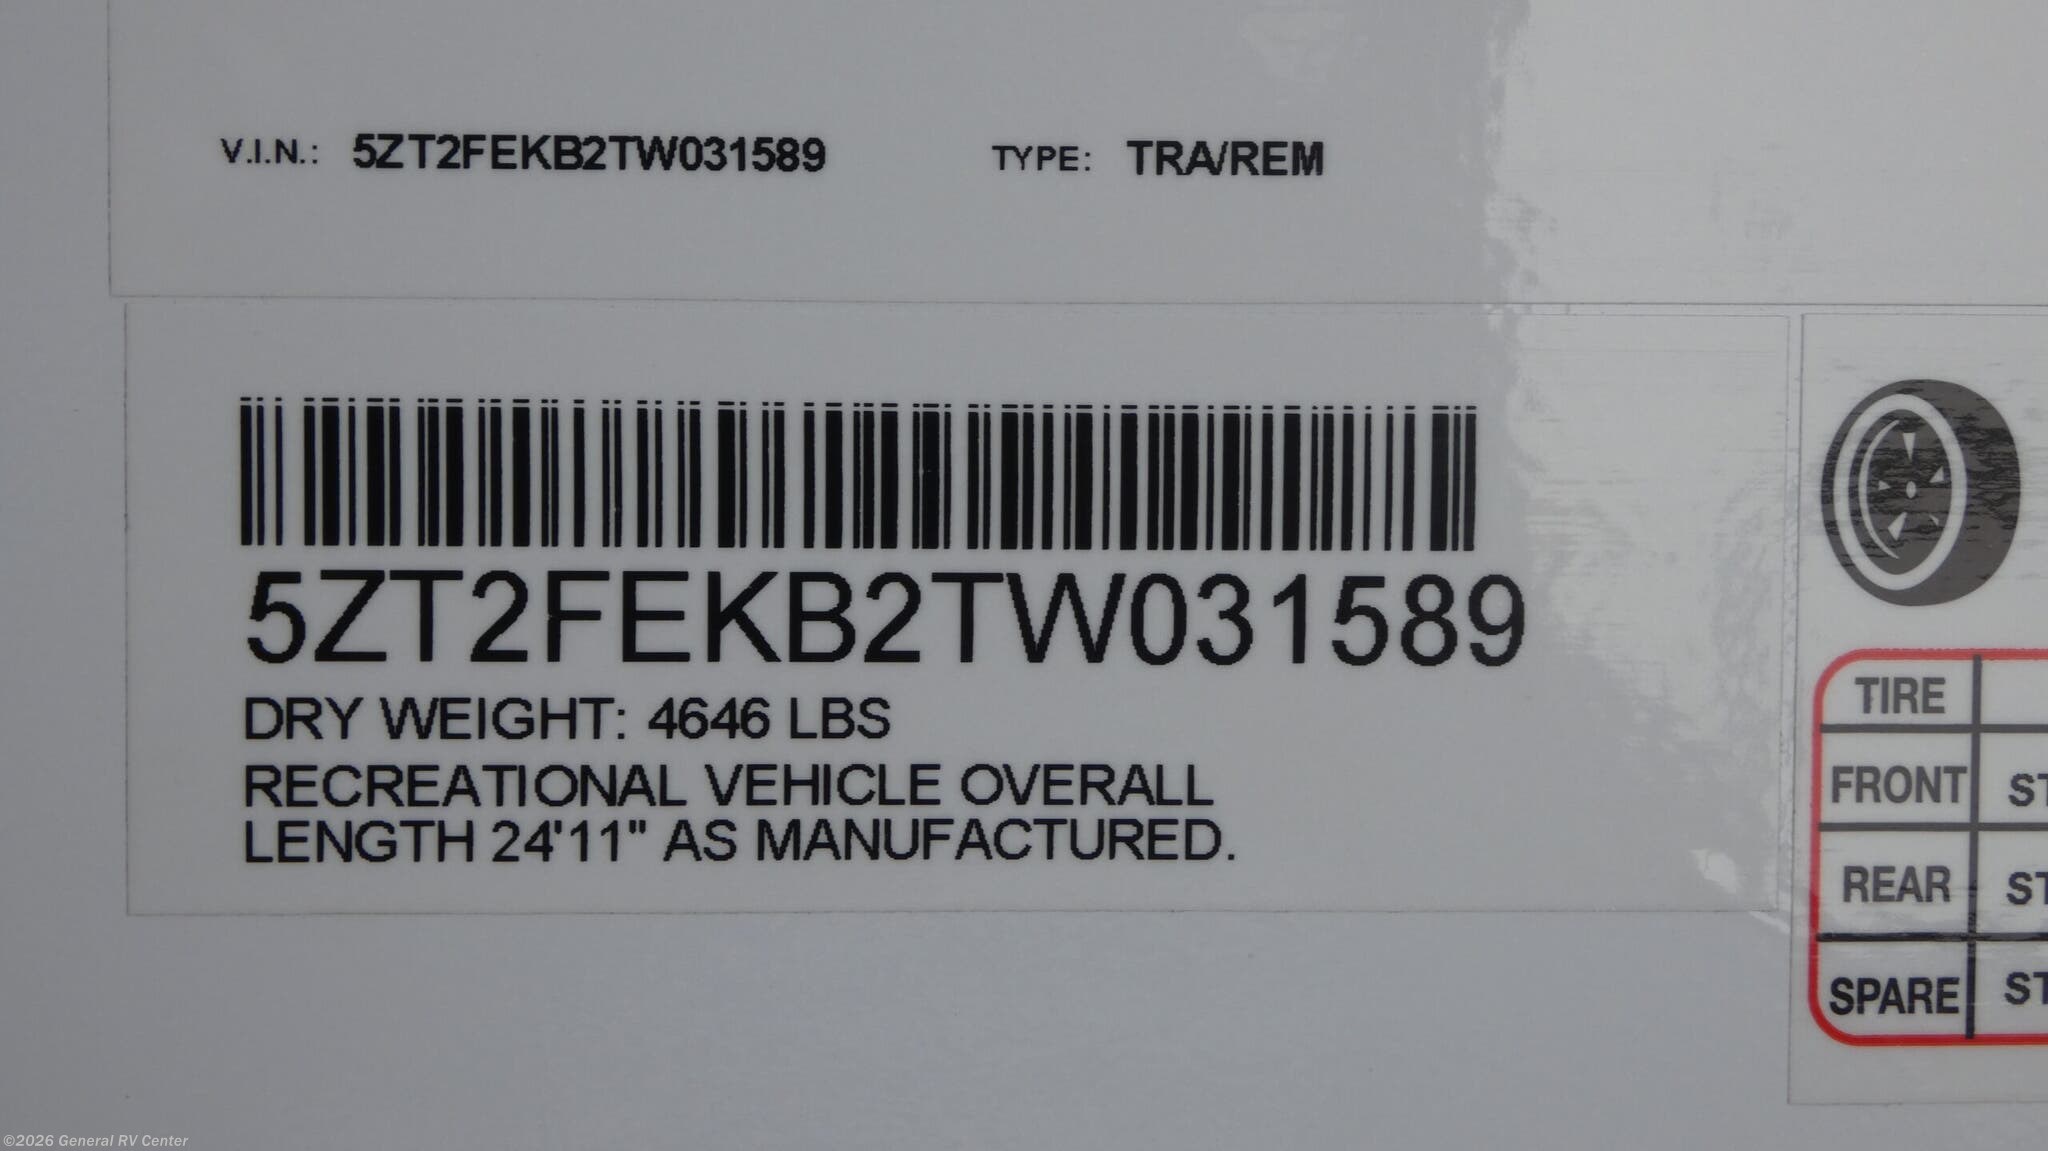 V.I.N.: 5ZT2FEKB2TW031589 TYPE: TRA/REM
5ZT2FEKB2TW031589
DRY WEIGHT: 4646 LBS
RECREATIONAL VEHICLE OVERALL
LENGTH 24'11" AS MANUFACTURED.
TIRE
FRONT ST
REAR ST
SPARE ST
©2026 General RV Center